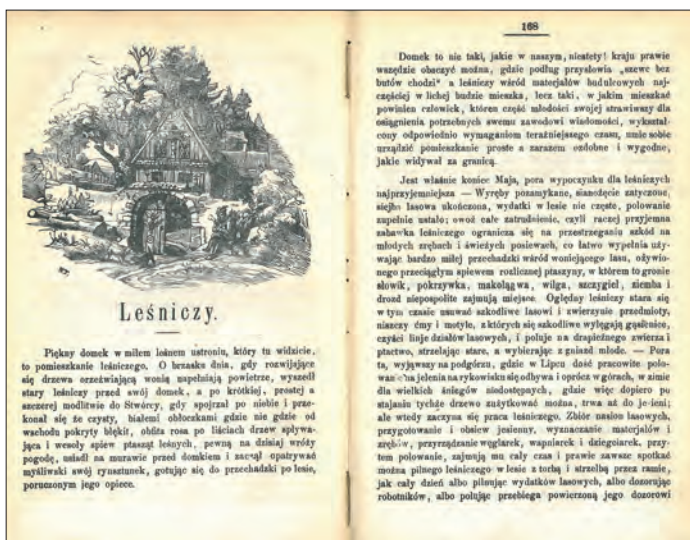 Leśniczy.
Piękny domek w miłem leśnem ustroniu, który tu widzicie,
to pomieszkanie leśniczego. O brzasku dnia, gdy rozwijające
się drzewa orzeźwiającą wonią napełniają powietrze, wyszedł
stary leśniczy przed swój domek, a po krótkiej, prostej a
szczerej modlitwie do Stwórcy, gdy spojrzał po niebie i prze-
konał się że czysty, białemi obłoczkami gdzie nie gdzie od
wschodu pokryty błękit, obfita rosa po liściach drzew spływa-
jąca i wesoły śpiew ptasząt leśnych, pewną na dzisiaj wróży
pogodę, usiadł na murawie przed domkiem i zaczął opatrywać
myśliwski swój rynsztunek, gotując się do przechadzki po lesie,
poruczonym jego opiece.
168
Domek to nie taki, jakie w naszym, niestety! kraju prawie
wszędzie obaczyć można, gdzie podług przysłowia „szewc bez
butów chodzi“ a leśniczy wśród materjałów budulcowych naj-
częściej w lichej budzie mieszka, lecz taki, w jakim mieszkać
powinien człowiek, któren część młodości swojej strawiwszy dla
osiągnienia potrzebnych swemu zawodowi wiadomości, wykształ-
cony odpowiednio wymaganiom teraźniejszego czasu, umie sobie
urządzić pomieszkanie proste a zarazem ozdobne i wygodne,
jakie widywał za granicą.
Jest właśnie koniec Maja, pora wypoczynku dla leśniczych
najprzyjemniejsza — Wyręby pozamykane, sianożęcie zatyczone,
siejba lasowa ukończona, wydatki w lesie nie częste, polowanie
zupełnie ustało; owoż całe zatrudnienie, czyli raczej przyjemna
zabawka leśniczego ogranicza się na przestrzeganiu szkód na
młodych zrębach i świeżych posiewach, co łatwo wypełnia uży-
wając bardzo miłej przechadzki wśród woniejącego lasu, ożywio-
nego przeciągłym śpiewem rozlicznej ptaszyny, w którem to gronie
słowik, pokrzywka, makolągwa, wilga, szczygieł, ziemba i
drozd niepospolite zajmują miejsce. Oględny leśniczy stara się
w tym czasie usuwać szkodliwe lasowi i zwierzynie przedmioty,
niszczy ćmy i motyle, z których się szkodliwe wylęgają gąsienice,
czyści linje działów lasowych, i poluje na drapieżnego zwierza i
ptactwo, strzelając stare, a wybierając z gniazd młode. — Pora
ta, wyjąwszy na podgórzu, gdzie w Lipcu dość pracowite polo-
wanie na jelenia na rykowisku się odbywa i oprócz w górach, w zimie
dla wielkich śniegów niedostępnych, gdzie więc dopiero po
stajaniu tychże drzewo zużytkować można, trwa aż do jesieni;
ale wtedy zaczyna się praca leśniczego. Zbiór nasion lasowych,
przygotowanie i obsiew jesienny, wyznaczanie materjałów i
zrębów, przyrządzanie węglarek, wapniarek i dziegciarek, przy-
tem polowanie, zajmują mu cały czas i prawie zawsze spotkać
można pilnego leśniczego w lesie z torbą i strzelbą przez ramie,
jak cały dzień albo pilnując wydatków lasowych, albo dozorując
robotników, albo polując przebiega powierzoną jego dozorowi